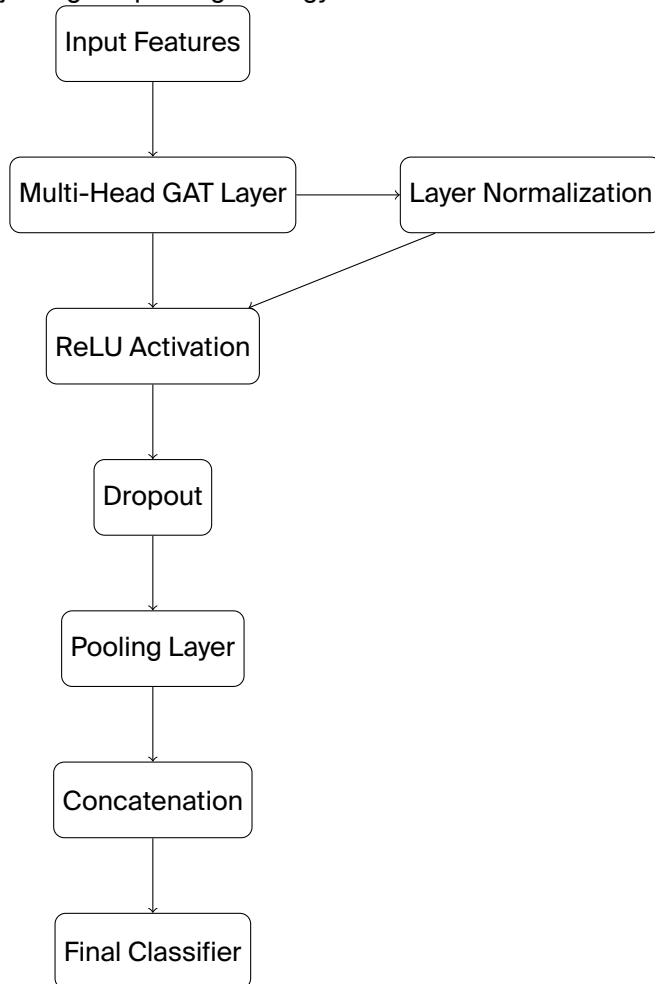 Input Features
Multi-Head GAT Layer
Layer Normalization
ReLU Activation
Dropout
Pooling Layer
Concatenation
Final Classifier